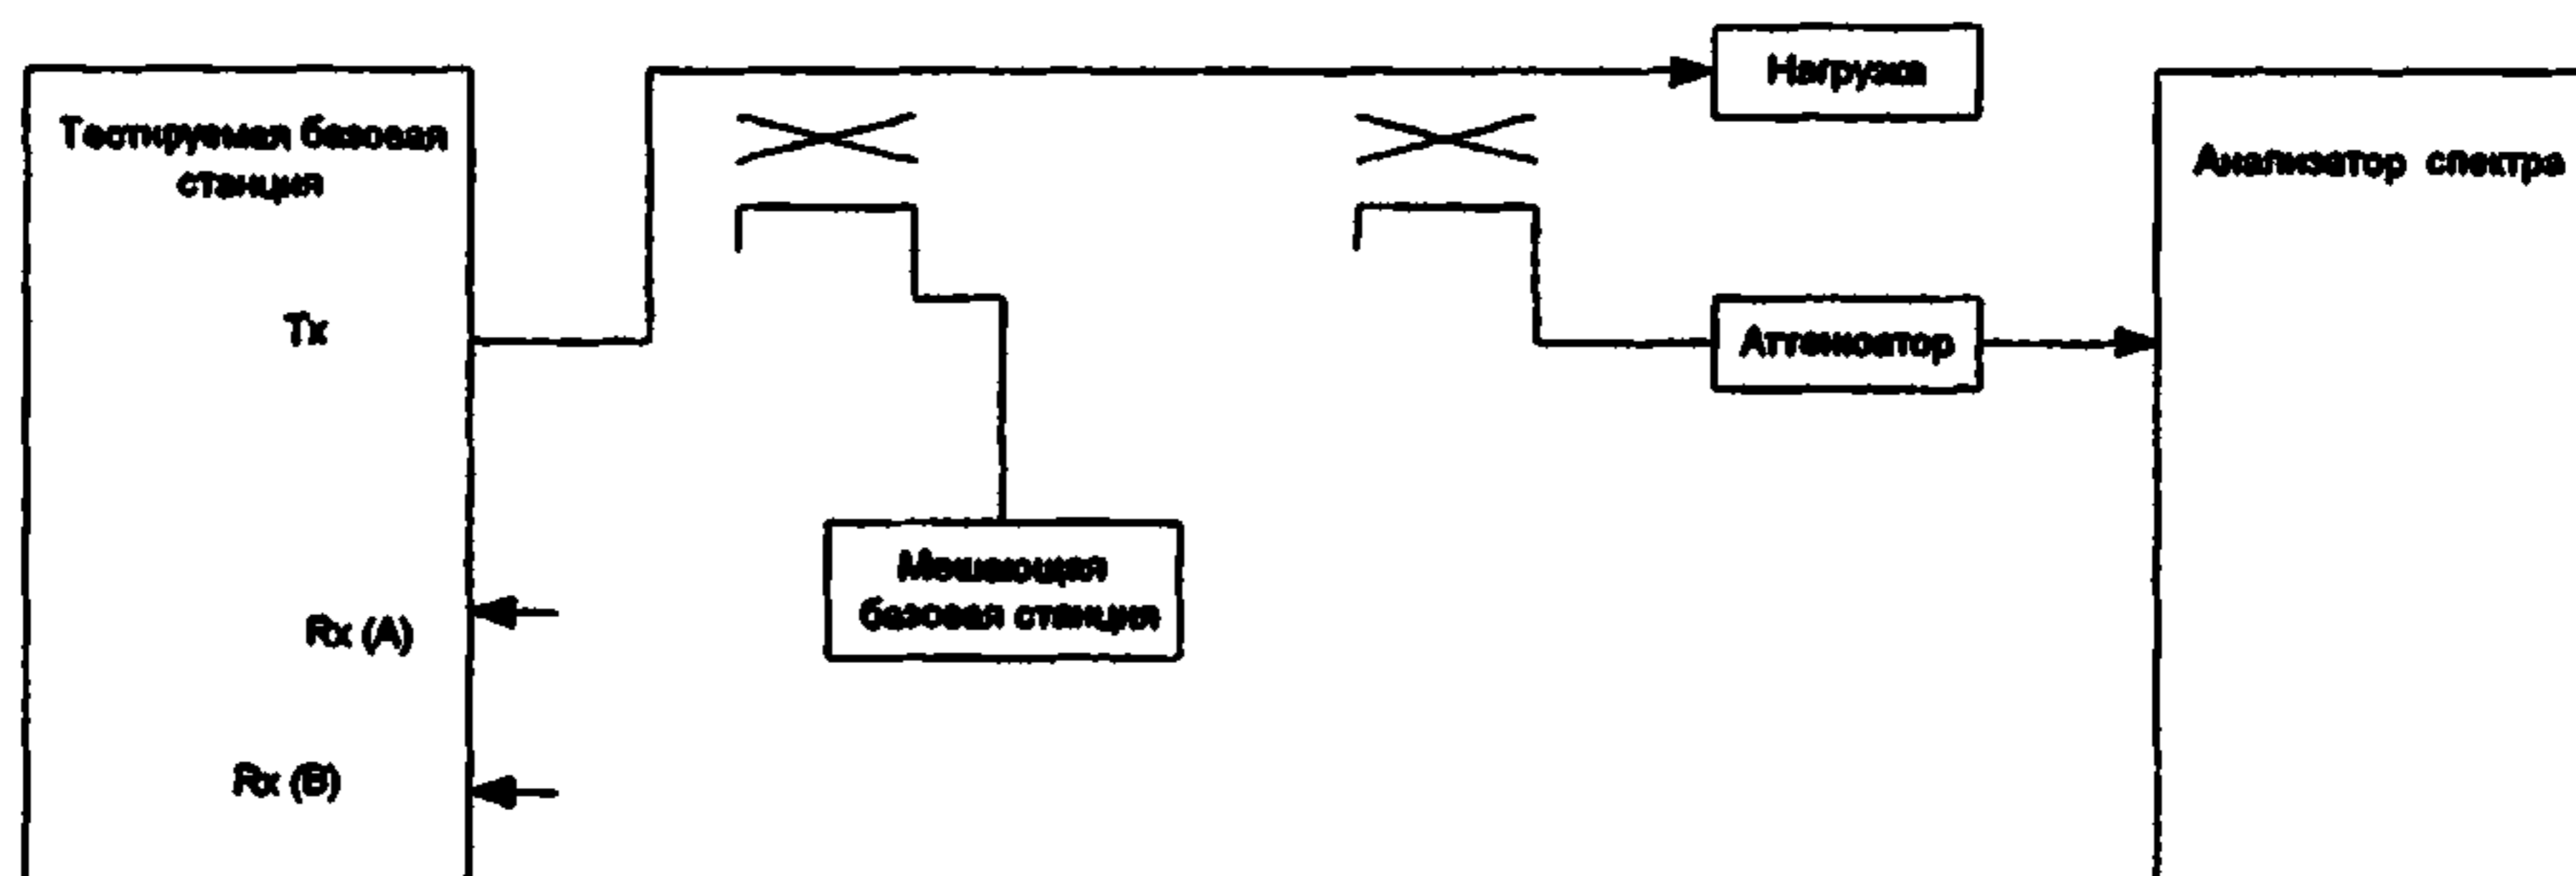 Нагрузка
Тестируемая базовая
станция
Анализатор спектра
Tx
Аттенюатор
Мешающая
базовая станция
Rx (A)
Rx (B)